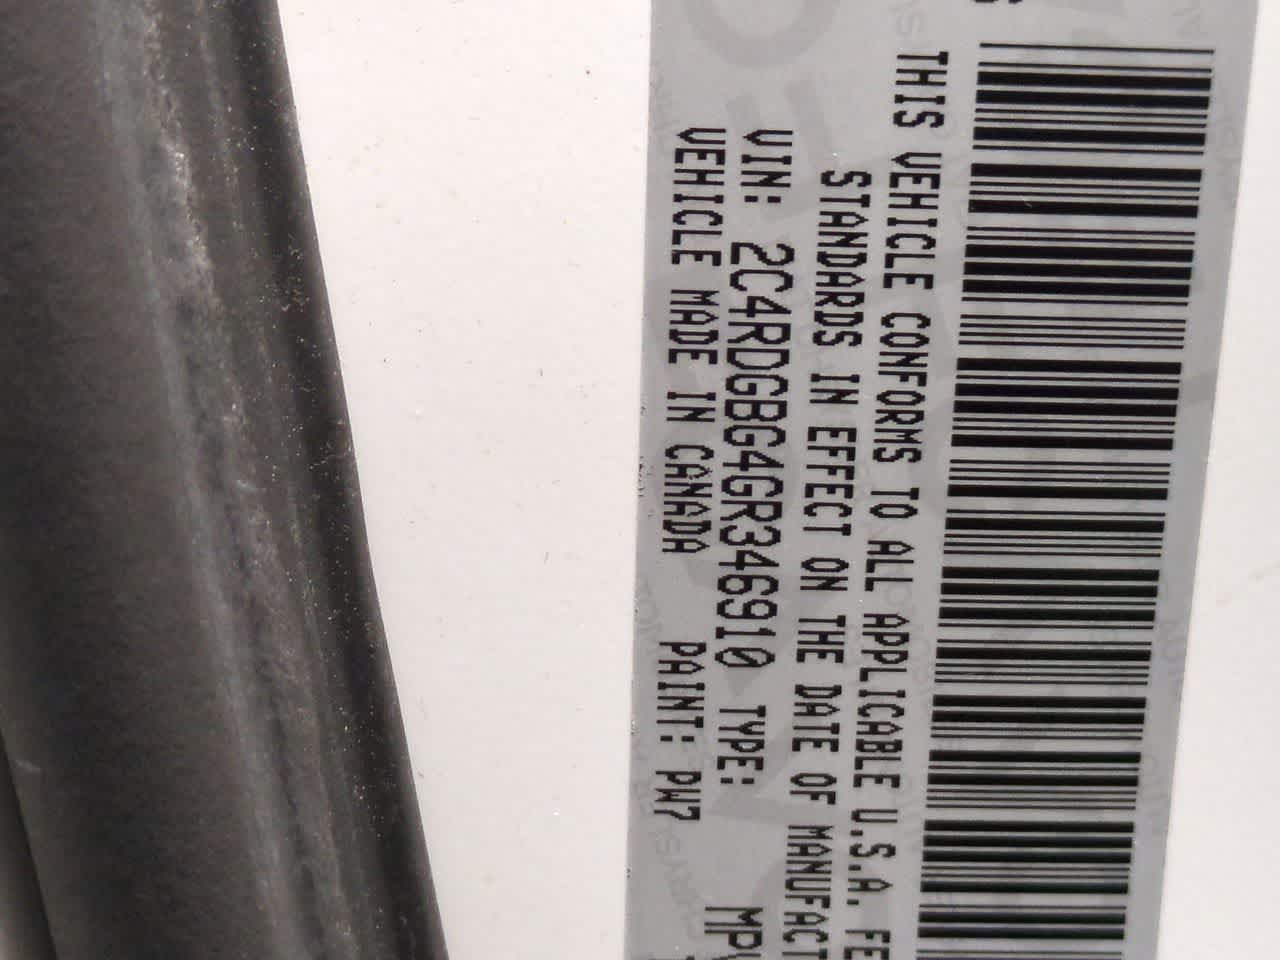 THIS VEHICLE CONFORMS TO ALL APPLICABLE U.S.A. FE
STANDARDS IN EFFECT ON THE DATE OF MANUFACT
VIN: 2C4RDGBG4GR346910 TYPE: MPV
VEHICLE MADE IN CANADA PAINT: PW7